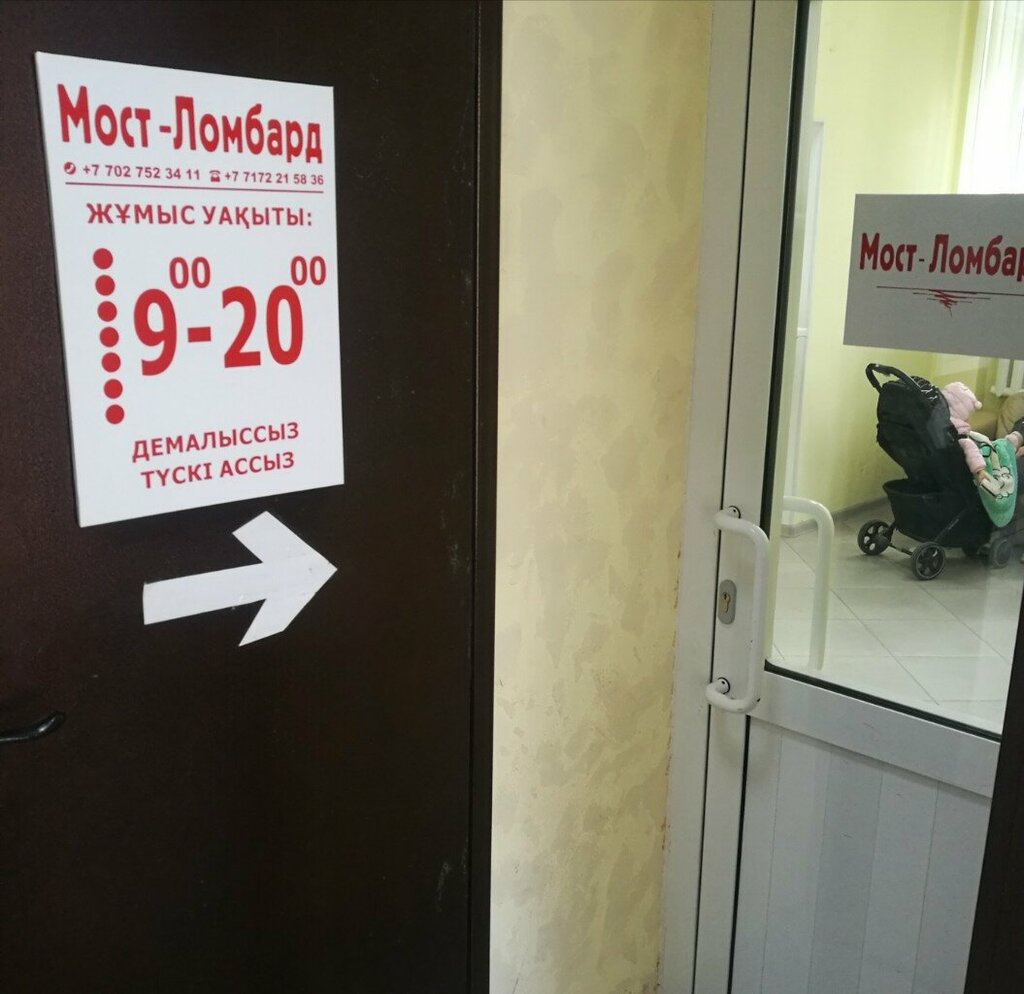 Мост-Ломбард
+7 702 752 34 11 +7 7172 21 58 36
ЖҰМЫС УАҚЫТЫ:
9 00 - 20 00
ДЕМАЛЫССЫЗ
ТҮСКІ АССЫЗ
Мост-Ломбар